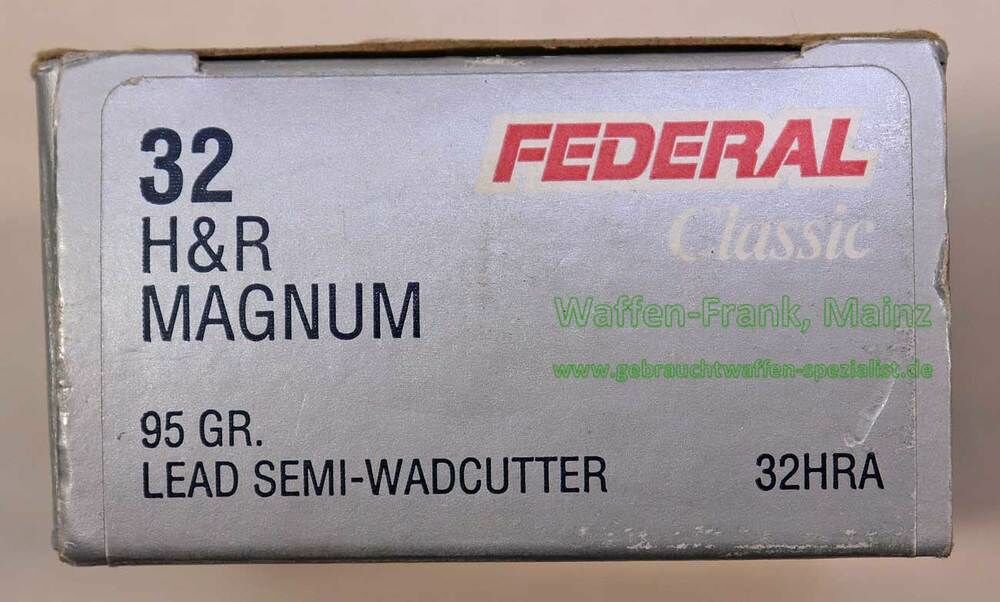 32
H&R
MAGNUM
FEDERAL
Classic
Waffen-Frank, Mainz
www.gebrauchtwaffen-spezialist.de
95 GR.
LEAD SEMI-WADCUTTER
32HRA